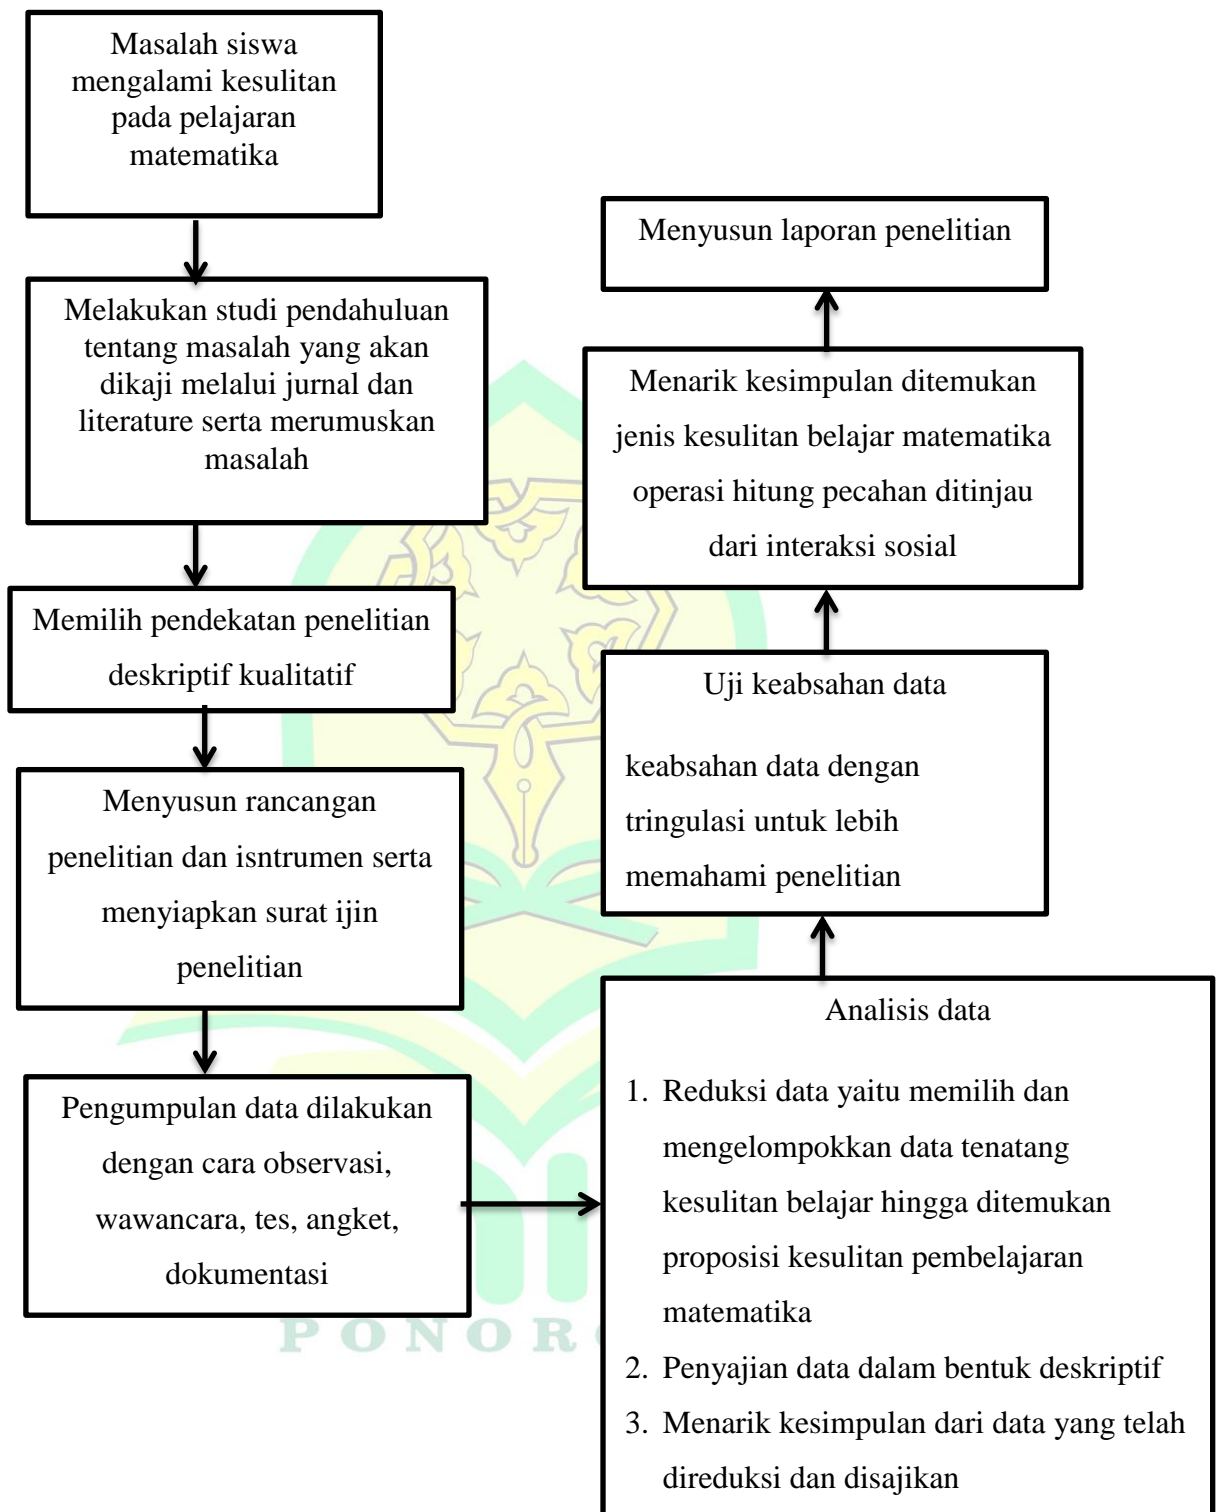 Masalah siswa
mengalami kesulitan
pada pelajaran
matematika
Melakukan studi pendahuluan
tentang masalah yang akan
dikaji melalui jurnal dan
literature serta merumuskan
masalah
Memilih pendekatan penelitian
deskriptif kualitatif
Menyusun rancangan
penelitian dan isntrumen serta
menyiapkan surat ijin
penelitian
Pengumpulan data dilakukan
dengan cara observasi,
wawancara, tes, angket,
dokumentasi
Analisis data
1. Reduksi data yaitu memilih dan
mengelompokkan data tenatang
kesulitan belajar hingga ditemukan
proposisi kesulitan pembelajaran
matematika
2. Penyajian data dalam bentuk deskriptif
3. Menarik kesimpulan dari data yang telah
direduksi dan disajikan
Uji keabsahan data
keabsahan data dengan
tringulasi untuk lebih
memahami penelitian
Menarik kesimpulan ditemukan
jenis kesulitan belajar matematika
operasi hitung pecahan ditinjau
dari interaksi sosial
Menyusun laporan penelitian